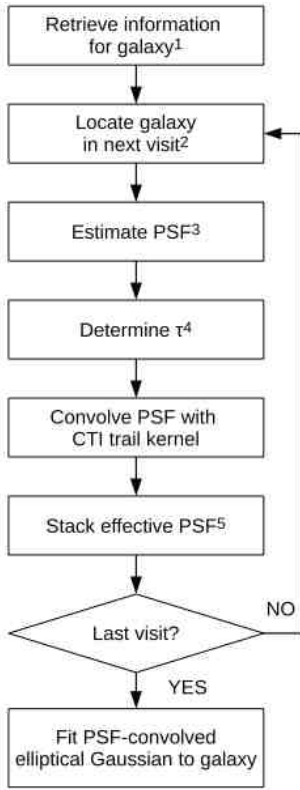 Retrieve information
for galaxy¹
Locate galaxy
in next visit²
Estimate PSF³
Determine τ⁴
Convolve PSF with
CTI trail kernel
Stack effective PSF⁵
Last visit?
NO
YES
Fit PSF-convolved
elliptical Gaussian to galaxy